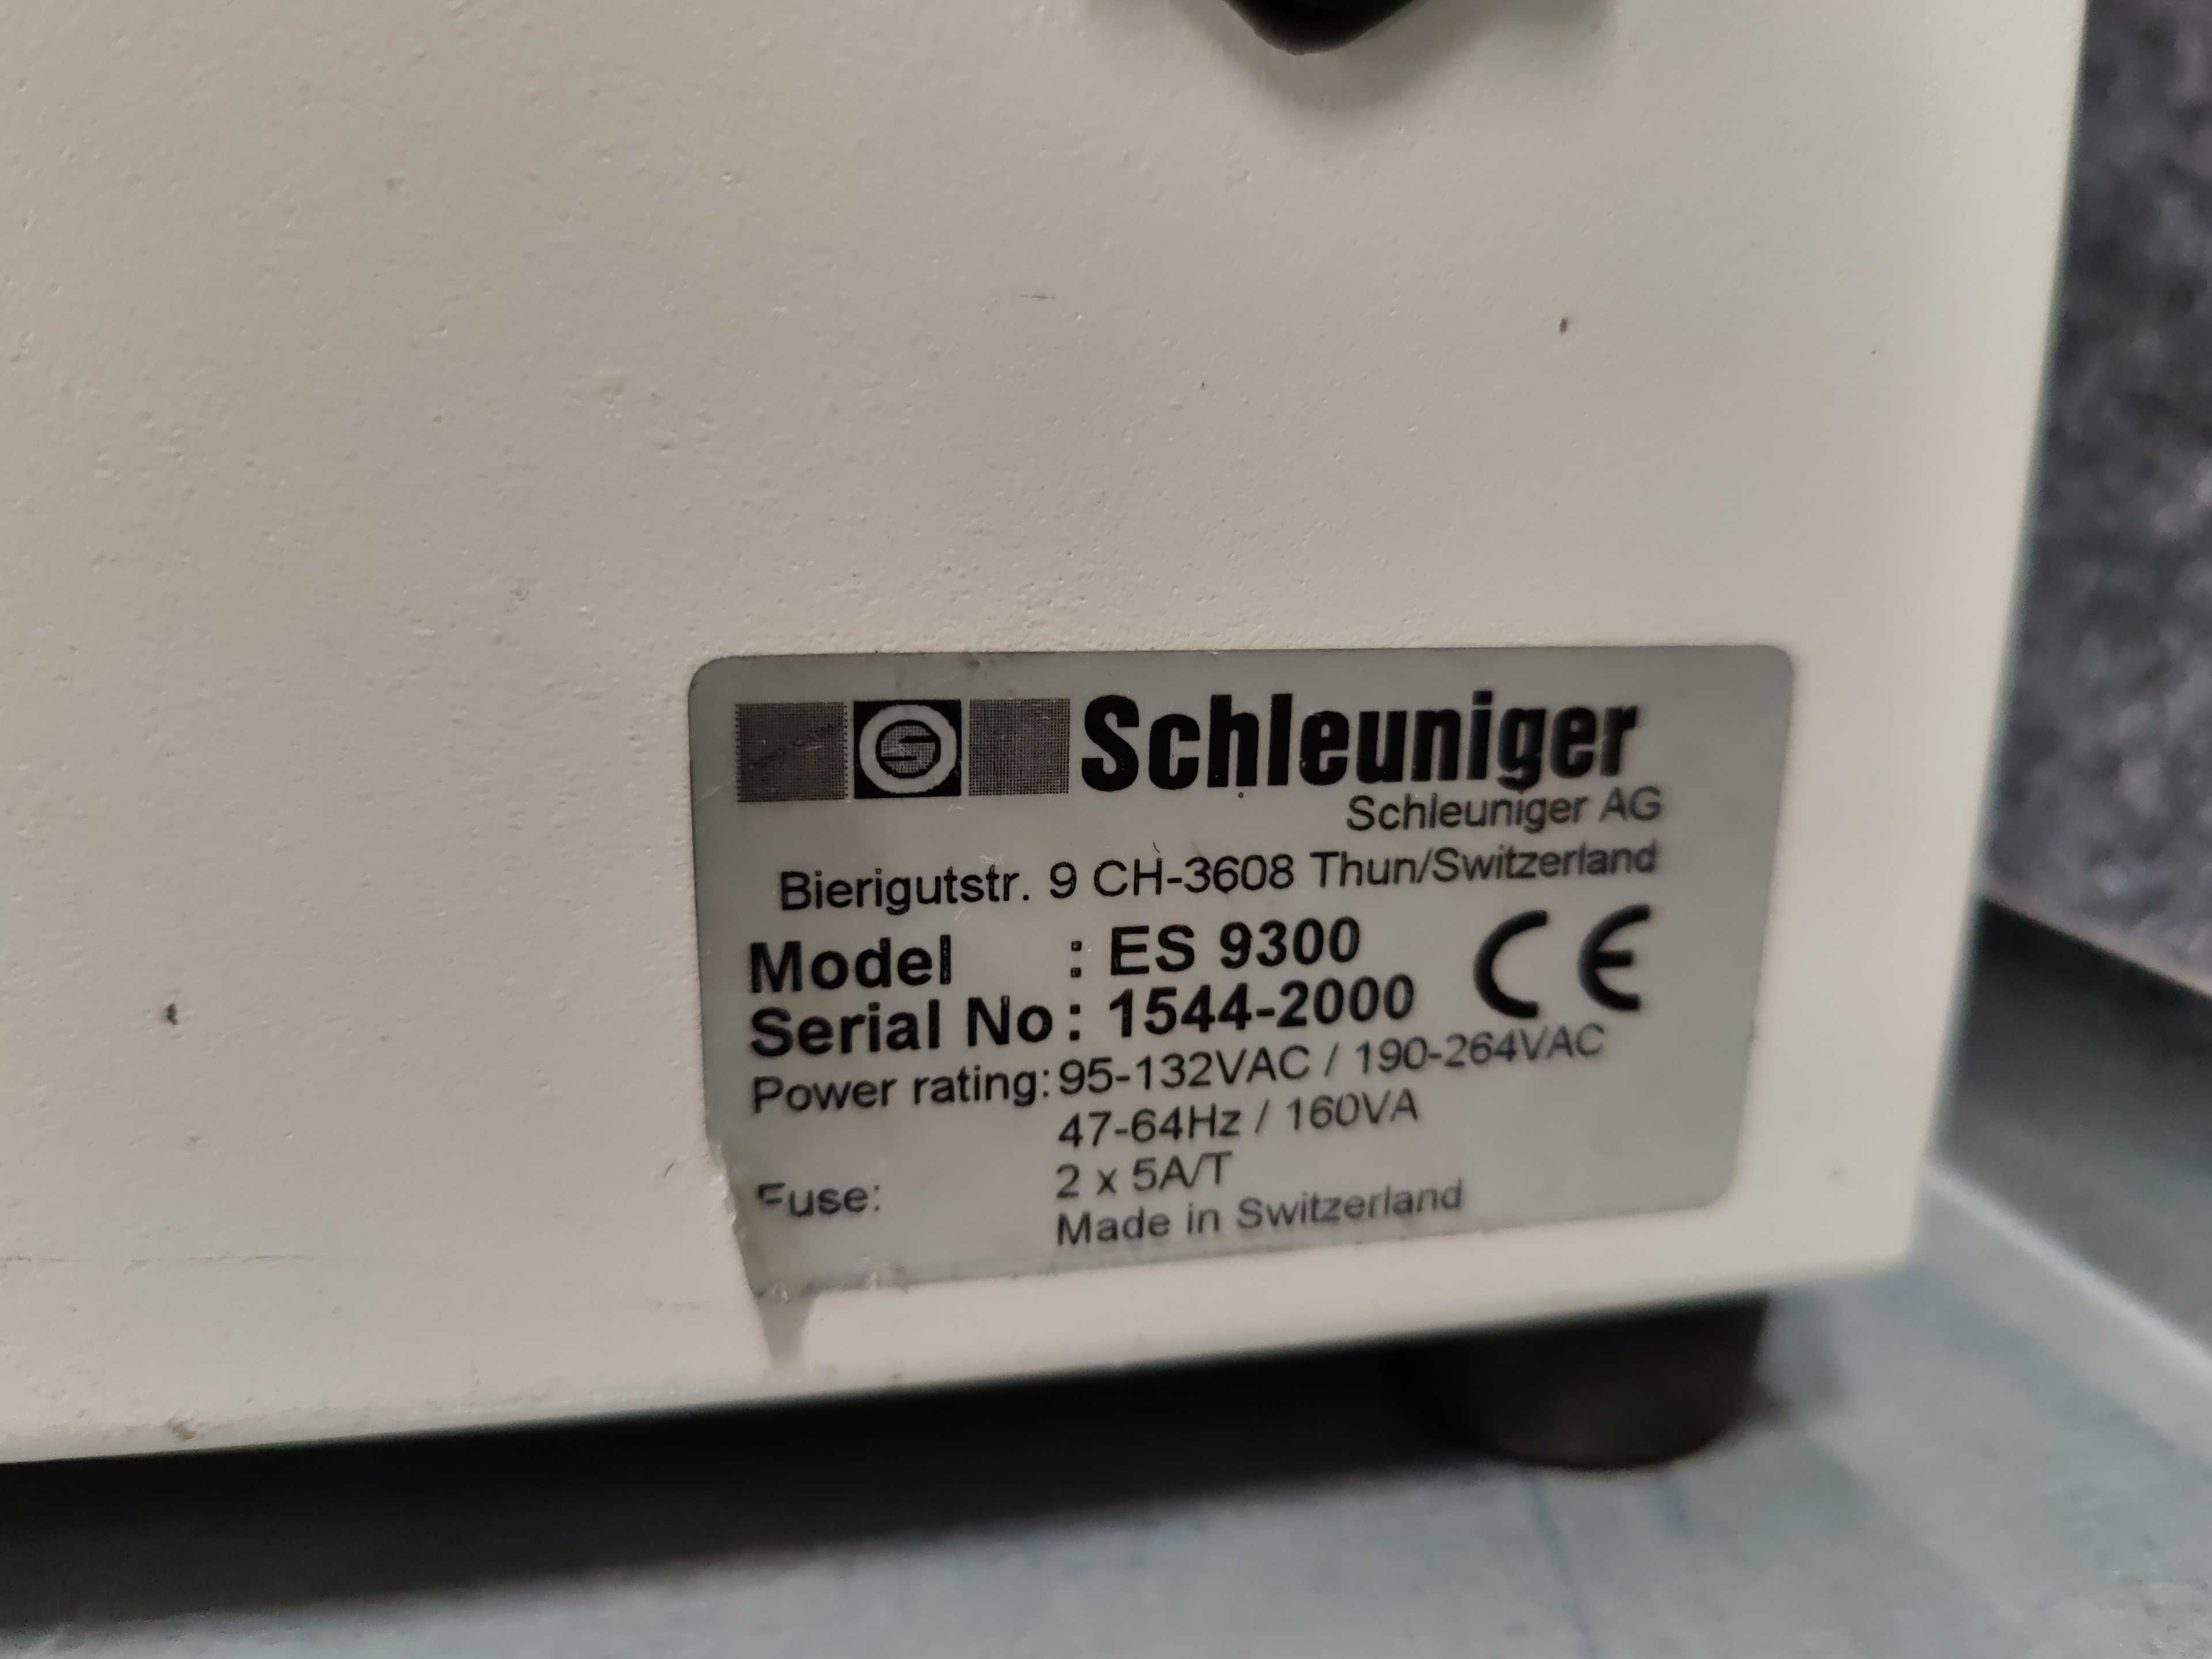 Schleuniger
Schleuniger AG
Bierigutstr. 9 CH-3608 Thun/Switzerland
Model : ES 9300
CE
Serial No: 1544-2000
Power rating: 95-132VAC / 190-264VAC
47-64Hz / 160VA
Fuse: 2 x 5A/T
Made in Switzerland